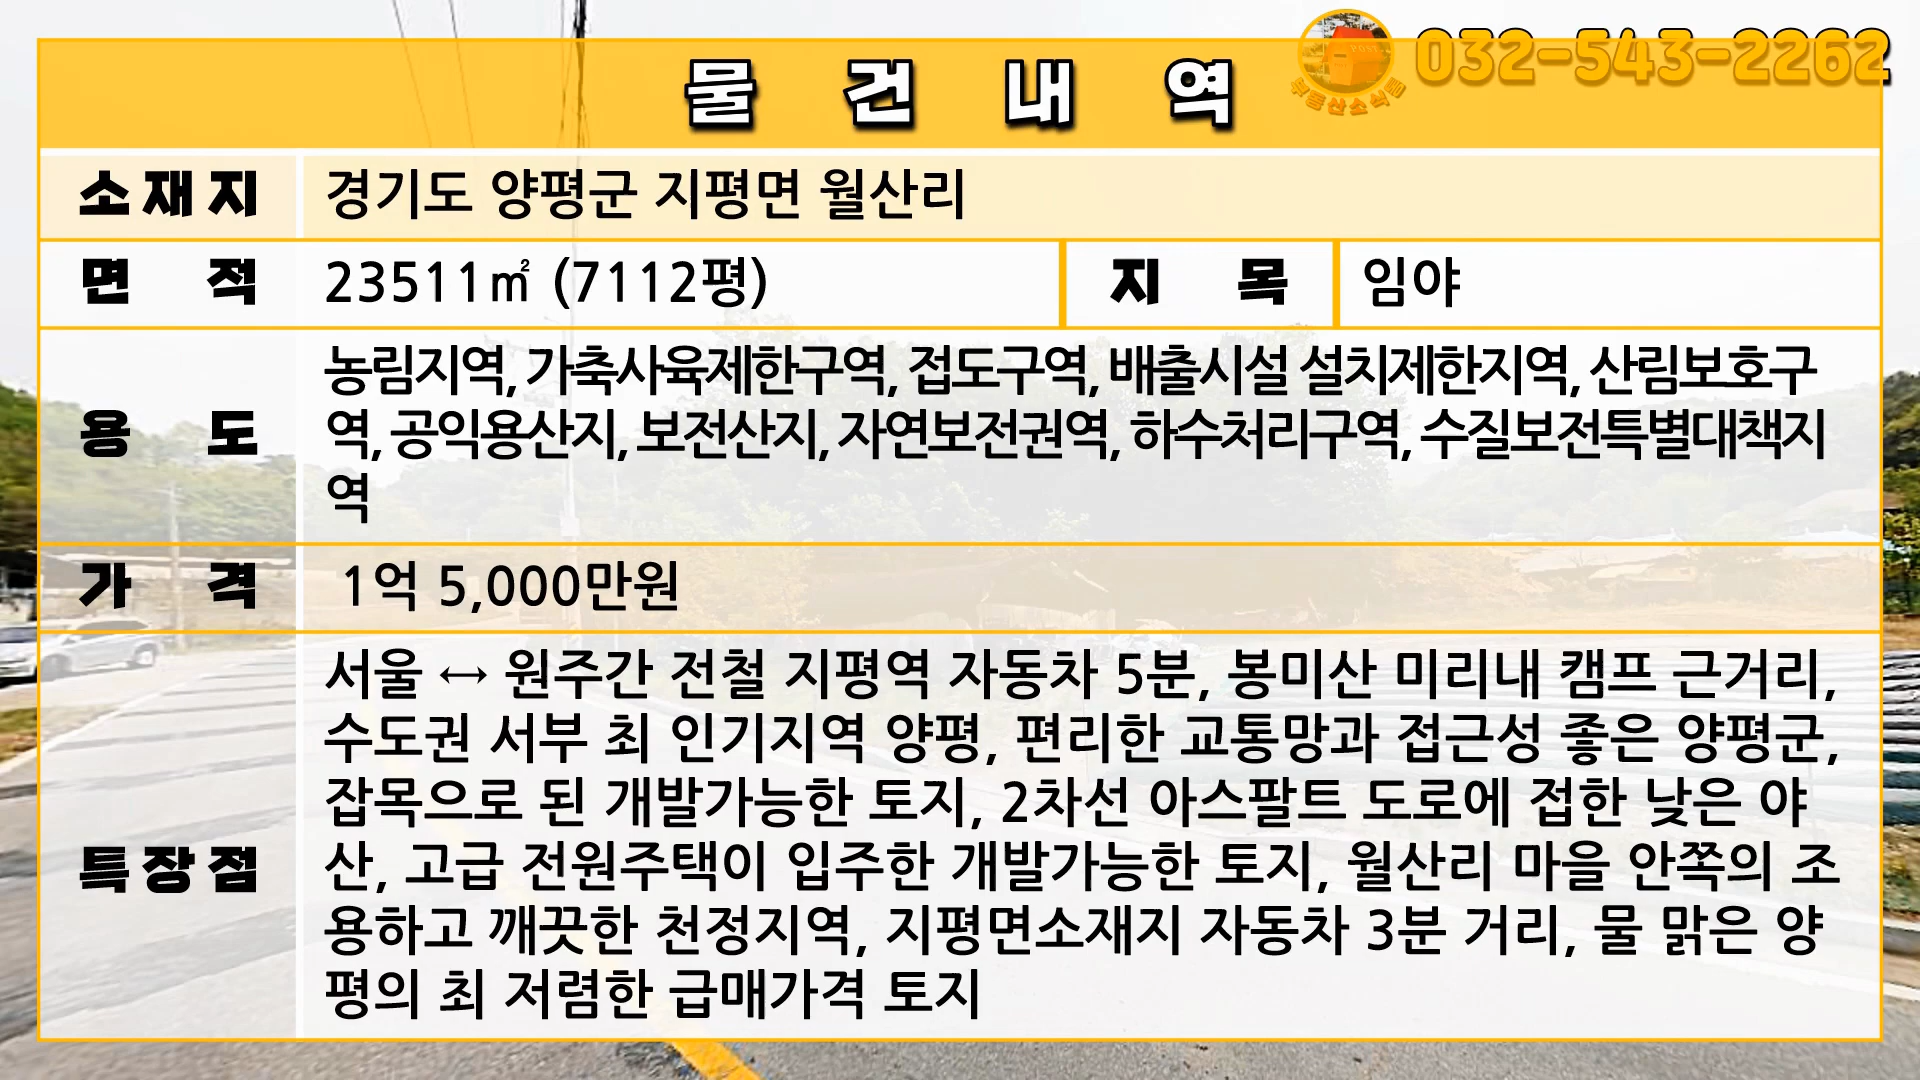 032-543-2262
부동산소식통
물건내역
소재지 경기도 양평군 지평면 월산리
면적 23511㎡ (7112평) 지목 임야
용도 농림지역, 가축사육제한구역, 접도구역, 배출시설 설치제한지역, 산림보호구
역, 공익용산지, 보전산지, 자연보전권역, 하수처리구역, 수질보전특별대책지
역
가격 1억 5,000만원
특장점 서울 ↔ 원주간 전철 지평역 자동차 5분, 봉미산 미리내 캠프 근거리,
수도권 서부 최 인기지역 양평, 편리한 교통망과 접근성 좋은 양평군,
잡목으로 된 개발가능한 토지, 2차선 아스팔트 도로에 접한 낮은 야
산, 고급 전원주택이 입주한 개발가능한 토지, 월산리 마을 안쪽의 조
용하고 깨끗한 천정지역, 지평면소재지 자동차 3분 거리, 물 맑은 양
평의 최 저렴한 급매가격 토지